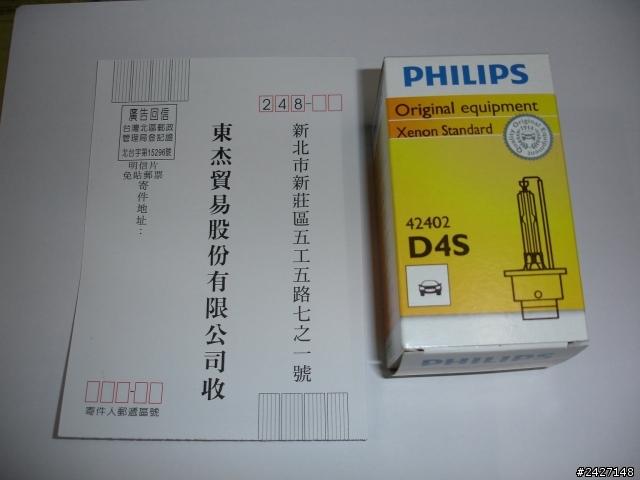 248-
新北市新莊區五工五路七之一號
東杰貿易股份有限公司收
廣告回信
台灣北區郵政
管理局登記證
北台字第15296號
明信片
免貼郵票
寄件地址：
寄件人郵遞區號
PHILIPS
Original equipment
Xenon Standard
Quality Original Equipment
1914
42402
D4S
PHILIPS
#2427148